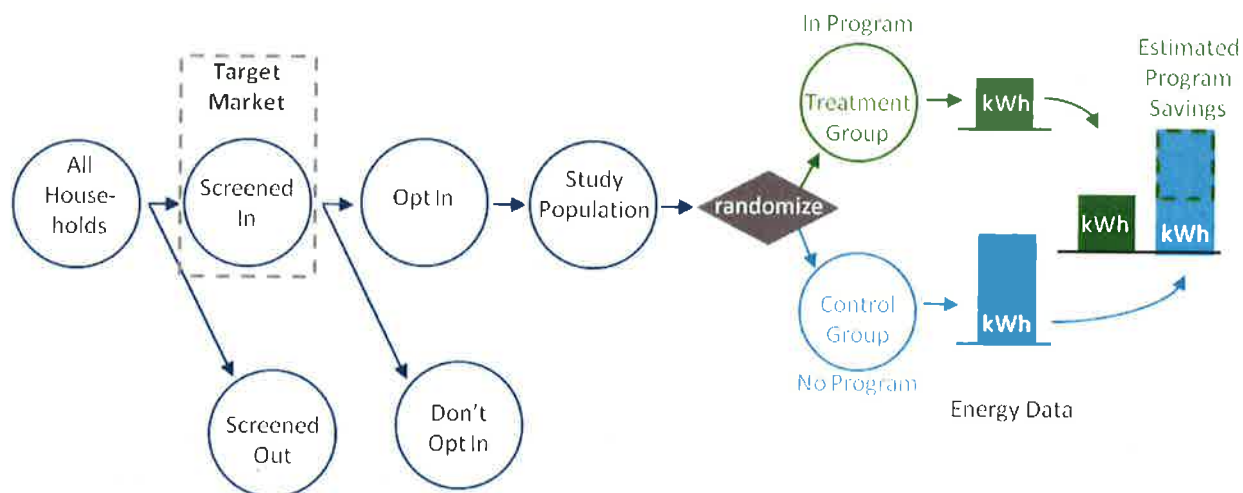 All
House-
holds
Target
Market
Screened
In
Screened
Out
Opt In
Don't
Opt In
Study
Population
randomize
In Program
Treatment
Group
kWh
Control
Group
No Program
kWh
Energy Data
Estimated
Program
Savings
kWh
kWh